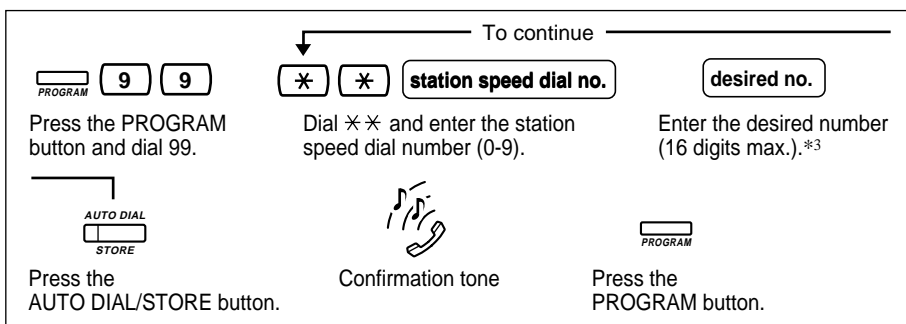 To continue
PROGRAM 9 9 * * station speed dial no. desired no.
Press the PROGRAM
button and dial 99.
Dial ** and enter the station
speed dial number (0-9).
Enter the desired number
(16 digits max.).*3
AUTO DIAL
STORE
Press the
AUTO DIAL/STORE button.
Confirmation tone
PROGRAM
Press the
PROGRAM button.